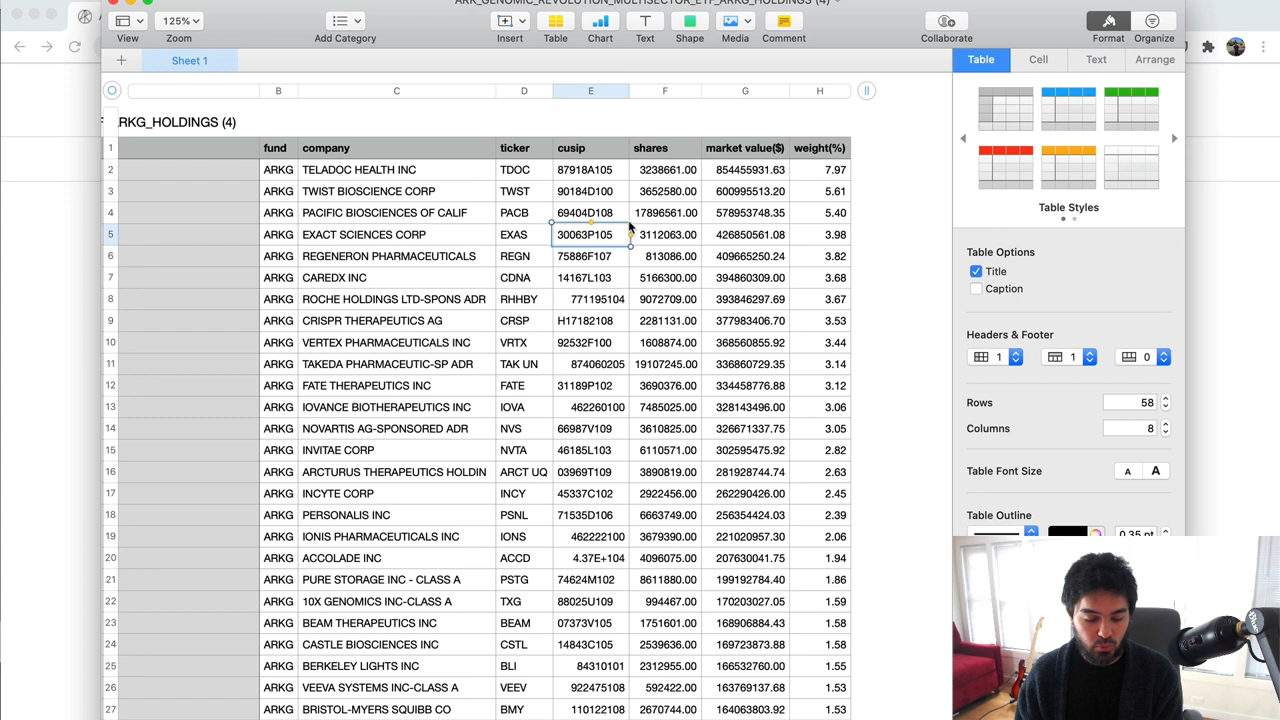 ARK_GENOMIC_REVOLUTION_MULTISECTOR_ETF_ARKG_HOLDINGS (4)
125%
View Zoom Add Category Insert Table Chart Text Shape Media Comment Collaborate Format Organize
Sheet 1
Table Cell Text Arrange
B C D E F G H
ARKG_HOLDINGS (4)
1 fund company ticker cusip shares market value($) weight(%)
2 ARKG TELADOC HEALTH INC TDOC 87918A105 3238661.00 854455931.63 7.97
3 ARKG TWIST BIOSCIENCE CORP TWST 90184D100 3652580.00 600995513.20 5.61
4 ARKG PACIFIC BIOSCIENCES OF CALIF PACB 69404D108 17896561.00 578953748.35 5.40
5 ARKG EXACT SCIENCES CORP EXAS 30063P105 3112063.00 426850561.08 3.98
6 ARKG REGENERON PHARMACEUTICALS REGN 75886F107 813086.00 409665250.24 3.82
7 ARKG CAREDX INC CDNA 14167L103 5166300.00 394860309.00 3.68
8 ARKG ROCHE HOLDINGS LTD-SPONS ADR RHHBY 771195104 9072709.00 393846297.69 3.67
9 ARKG CRISPR THERAPEUTICS AG CRSP H17182108 2281131.00 377983406.70 3.53
10 ARKG VERTEX PHARMACEUTICALS INC VRTX 92532F100 1608874.00 368560855.92 3.44
11 ARKG TAKEDA PHARMACEUTIC-SP ADR TAK UN 874060205 19107245.00 336860729.35 3.14
12 ARKG FATE THERAPEUTICS INC FATE 31189P102 3690376.00 334458776.88 3.12
13 ARKG IOVANCE BIOTHERAPEUTICS INC IOVA 462260100 7485025.00 328143496.00 3.06
14 ARKG NOVARTIS AG-SPONSORED ADR NVS 66987V109 3610825.00 326671337.75 3.05
15 ARKG INVITAE CORP NVTA 46185L103 6110571.00 302595475.92 2.82
16 ARKG ARCTURUS THERAPEUTICS HOLDIN ARCT UQ 03969T109 3890819.00 281928744.74 2.63
17 ARKG INCYTE CORP INCY 45337C102 2922456.00 262290426.00 2.45
18 ARKG PERSONALIS INC PSNL 71535D106 6663749.00 256354424.03 2.39
19 ARKG IONIS PHARMACEUTICALS INC IONS 462222100 3679390.00 221020957.30 2.06
20 ARKG ACCOLADE INC ACCD 4.37E+104 4096075.00 207630041.75 1.94
21 ARKG PURE STORAGE INC - CLASS A PSTG 74624M102 8611880.00 199192784.40 1.86
22 ARKG 10X GENOMICS INC-CLASS A TXG 88025U109 994467.00 170203027.05 1.59
23 ARKG BEAM THERAPEUTICS INC BEAM 07373V105 1751601.00 168906884.43 1.58
24 ARKG CASTLE BIOSCIENCES INC CSTL 14843C105 2539636.00 169723873.88 1.58
25 ARKG BERKELEY LIGHTS INC BLI 84310101 2312955.00 166532760.00 1.55
26 ARKG VEEVA SYSTEMS INC-CLASS A VEEV 922475108 592422.00 163769137.68 1.53
27 ARKG BRISTOL-MYERS SQUIBB CO BMY 110122108 2670744.00 164063803.92 1.53
Table Styles
Table Options
Title
Caption
Headers & Footer
1 1 0
Rows 58
Columns 8
Table Font Size A A
Table Outline
0.35 pt
Blue